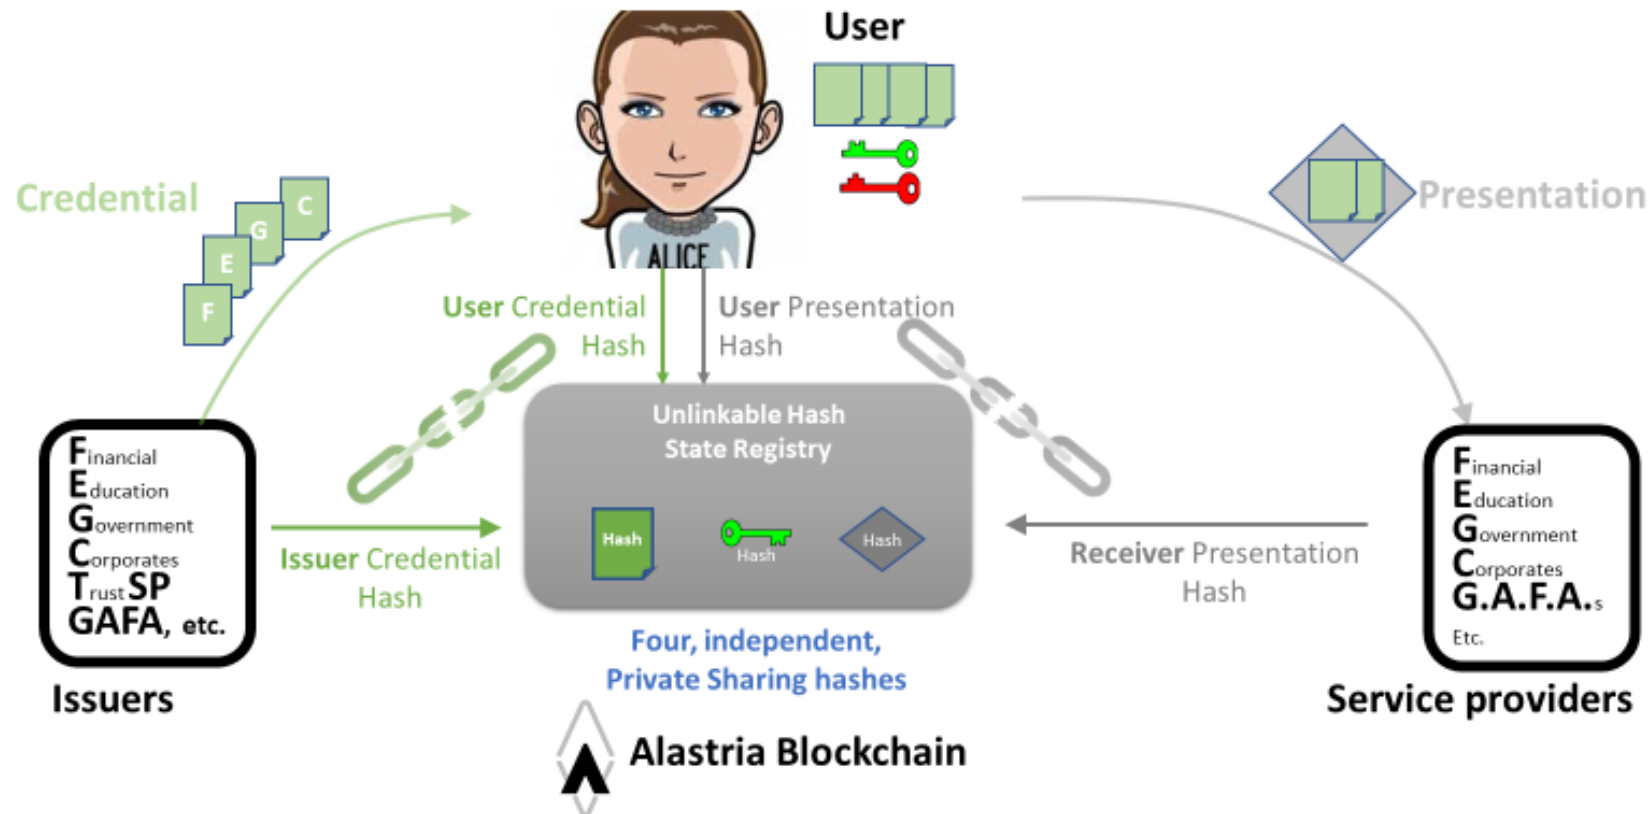 User
Credential
C
G
E
F
ALICE
Presentation
User Credential
Hash
User Presentation
Hash
Unlinkable Hash
State Registry
Hash
Hash
Hash
Financial
Education
Government
Corporates
Trust SP
GAFA, etc.
Issuers
Issuer Credential
Hash
Receiver Presentation
Hash
Financial
Education
Government
Corporates
G.A.F.A.s
Etc.
Service providers
Four, independent,
Private Sharing hashes
Alastria Blockchain